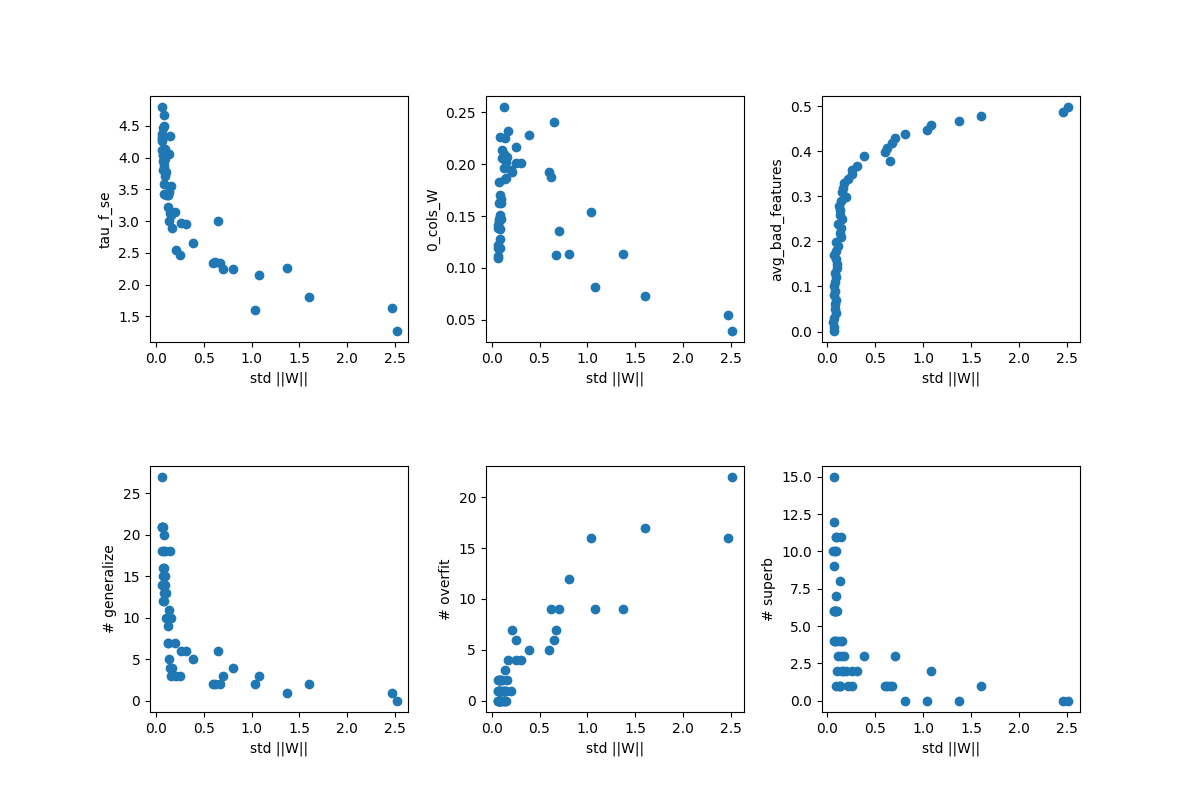 tau_f_se
4.5
4.0
3.5
3.0
2.5
2.0
1.5
0.0 0.5 1.0 1.5 2.0 2.5
std ||W||
0_cols_W
0.25
0.20
0.15
0.10
0.05
0.0 0.5 1.0 1.5 2.0 2.5
std ||W||
avg_bad_features
0.5
0.4
0.3
0.2
0.1
0.0
0.0 0.5 1.0 1.5 2.0 2.5
std ||W||
# generalize
25
20
15
10
5
0
0.0 0.5 1.0 1.5 2.0 2.5
std ||W||
# overfit
20
15
10
5
0
0.0 0.5 1.0 1.5 2.0 2.5
std ||W||
# superb
15.0
12.5
10.0
7.5
5.0
2.5
0.0
0.0 0.5 1.0 1.5 2.0 2.5
std ||W||